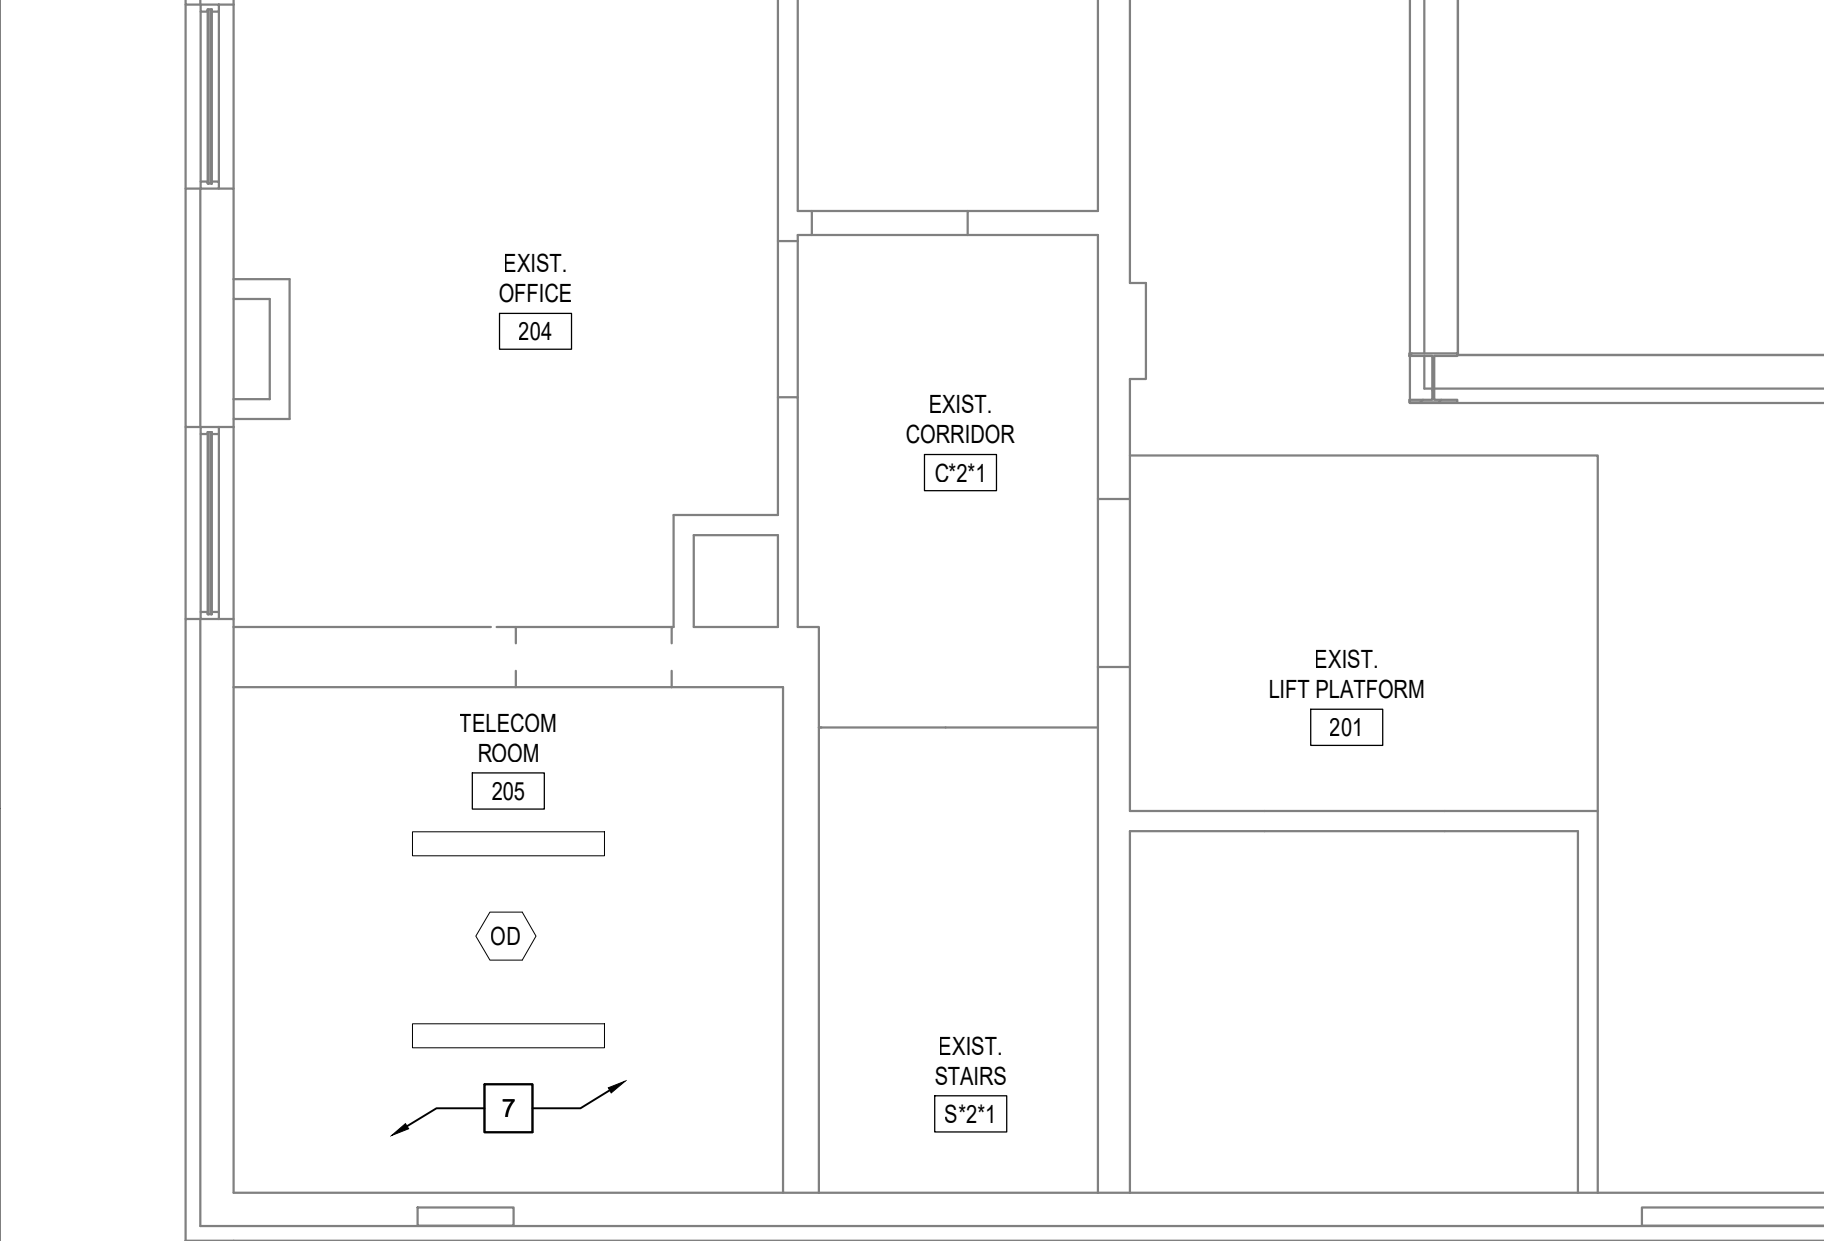 EXIST.
OFFICE
204
EXIST.
CORRIDOR
C*2*1
EXIST.
LIFT PLATFORM
201
TELECOM
ROOM
205
OD
7
EXIST.
STAIRS
S*2*1